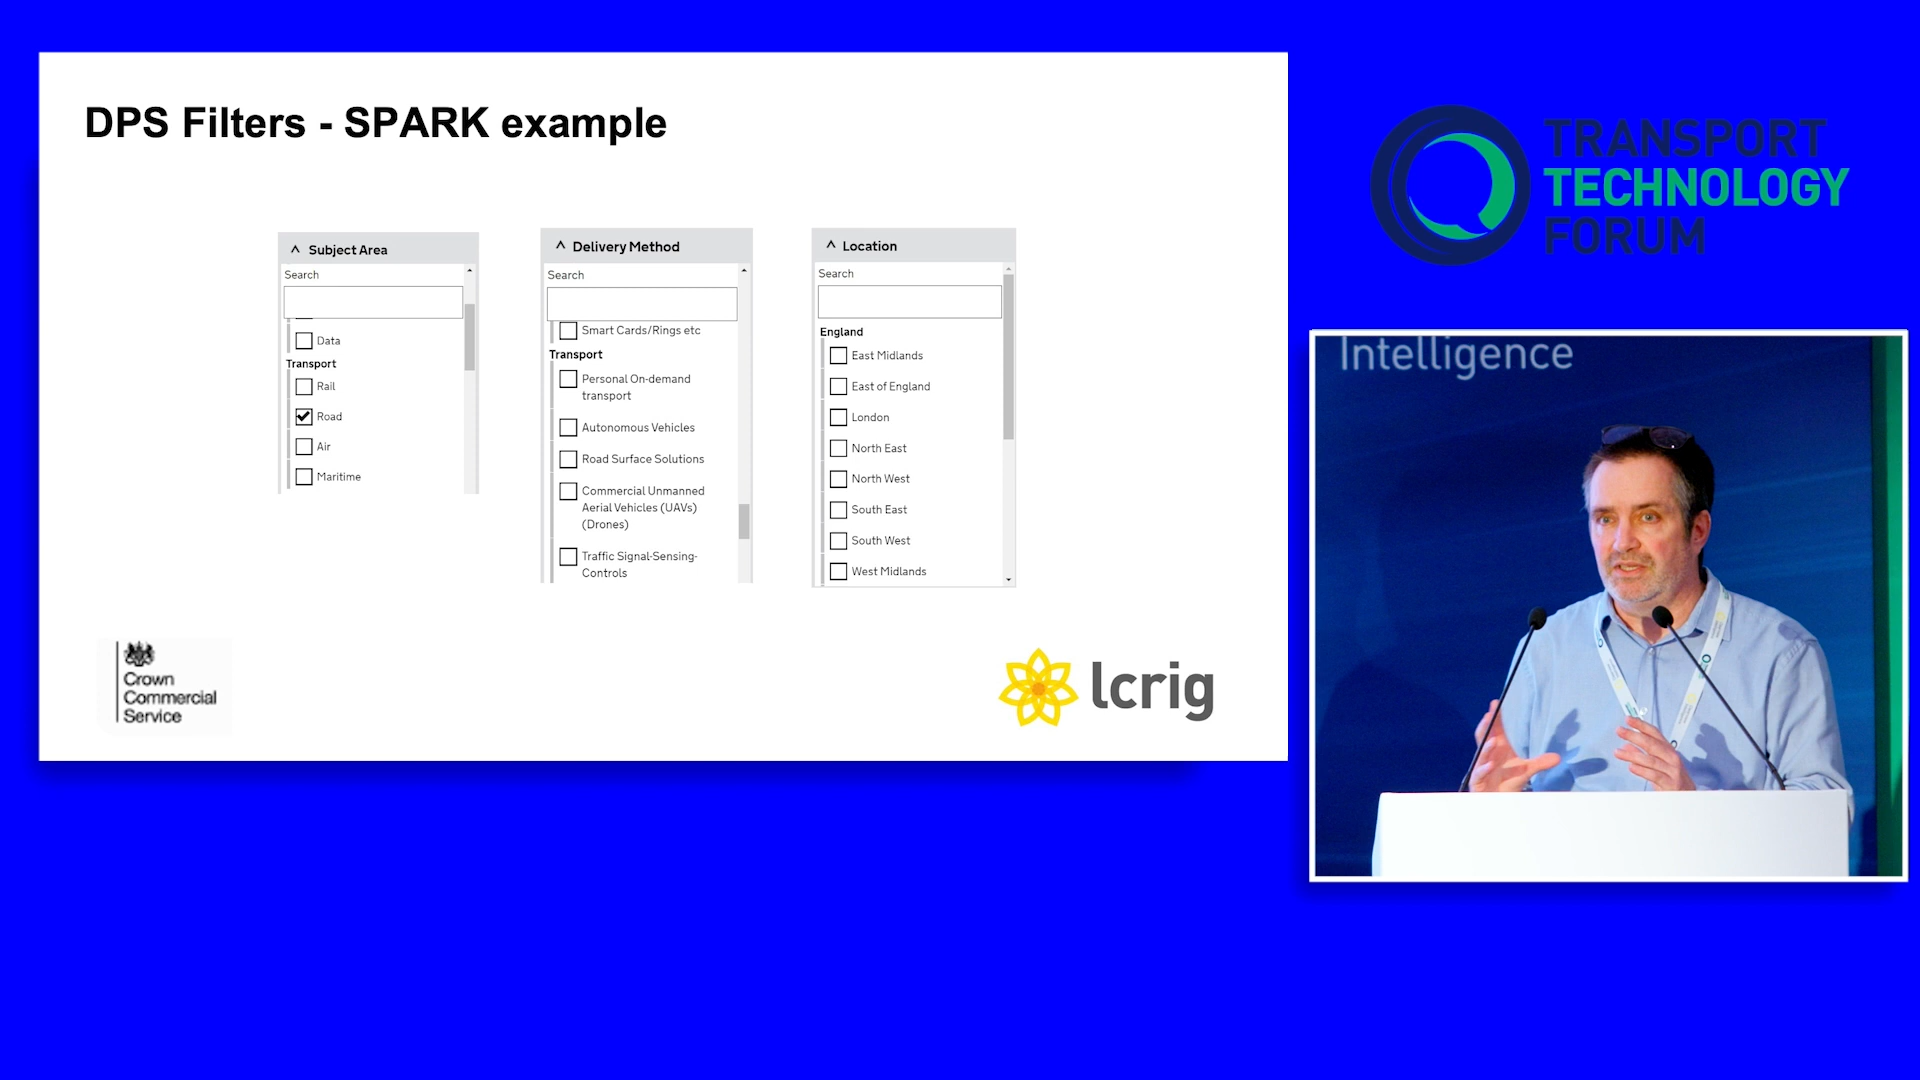 DPS Filters - SPARK example
Subject Area
Search
Data
Transport
Rail
Road
Air
Maritime
Delivery Method
Search
Smart Cards/Rings etc
Transport
Personal On-demand
transport
Autonomous Vehicles
Road Surface Solutions
Commercial Unmanned
Aerial Vehicles (UAVs)
(Drones)
Traffic Signal-Sensing-
Controls
Location
Search
England
East Midlands
East of England
London
North East
North West
South East
South West
West Midlands
Crown
Commercial
Service
lcrig
TRANSPORT
TECHNOLOGY
FORUM
Intelligence